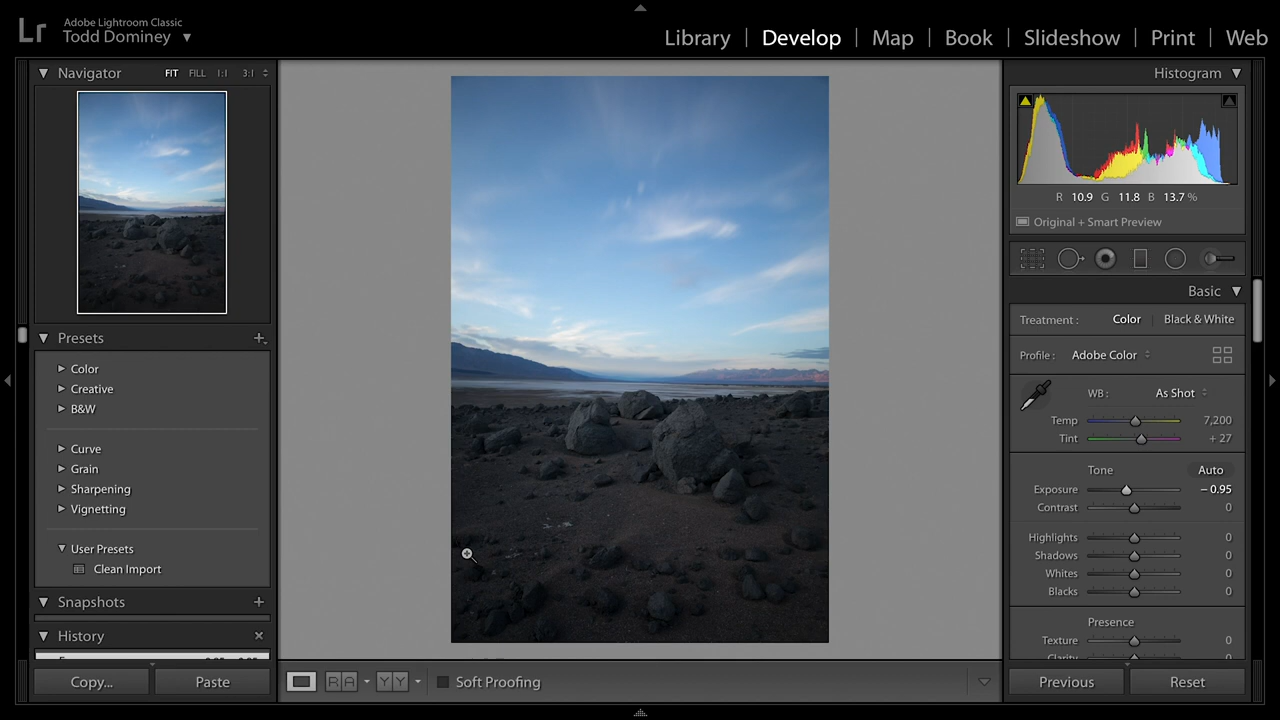 Lr
Adobe Lightroom Classic
Todd Dominey ▼
Library | Develop | Map | Book | Slideshow | Print | Web
Navigator FIT FILL 1:1 3:1
Histogram
R 10.9 G 11.8 B 13.7 %
Original + Smart Preview
Basic
Treatment : Color Black & White
Profile : Adobe Color
WB : As Shot
Temp 7,200
Tint + 27
Tone Auto
Exposure – 0.95
Contrast 0
Highlights 0
Shadows 0
Whites 0
Blacks 0
Presence
Texture 0
Clarity
Previous Reset
Presets +
Color
Creative
B&W
Curve
Grain
Sharpening
Vignetting
User Presets
Clean Import
Snapshots +
History ×
Copy... Paste
R A Y Y Soft Proofing